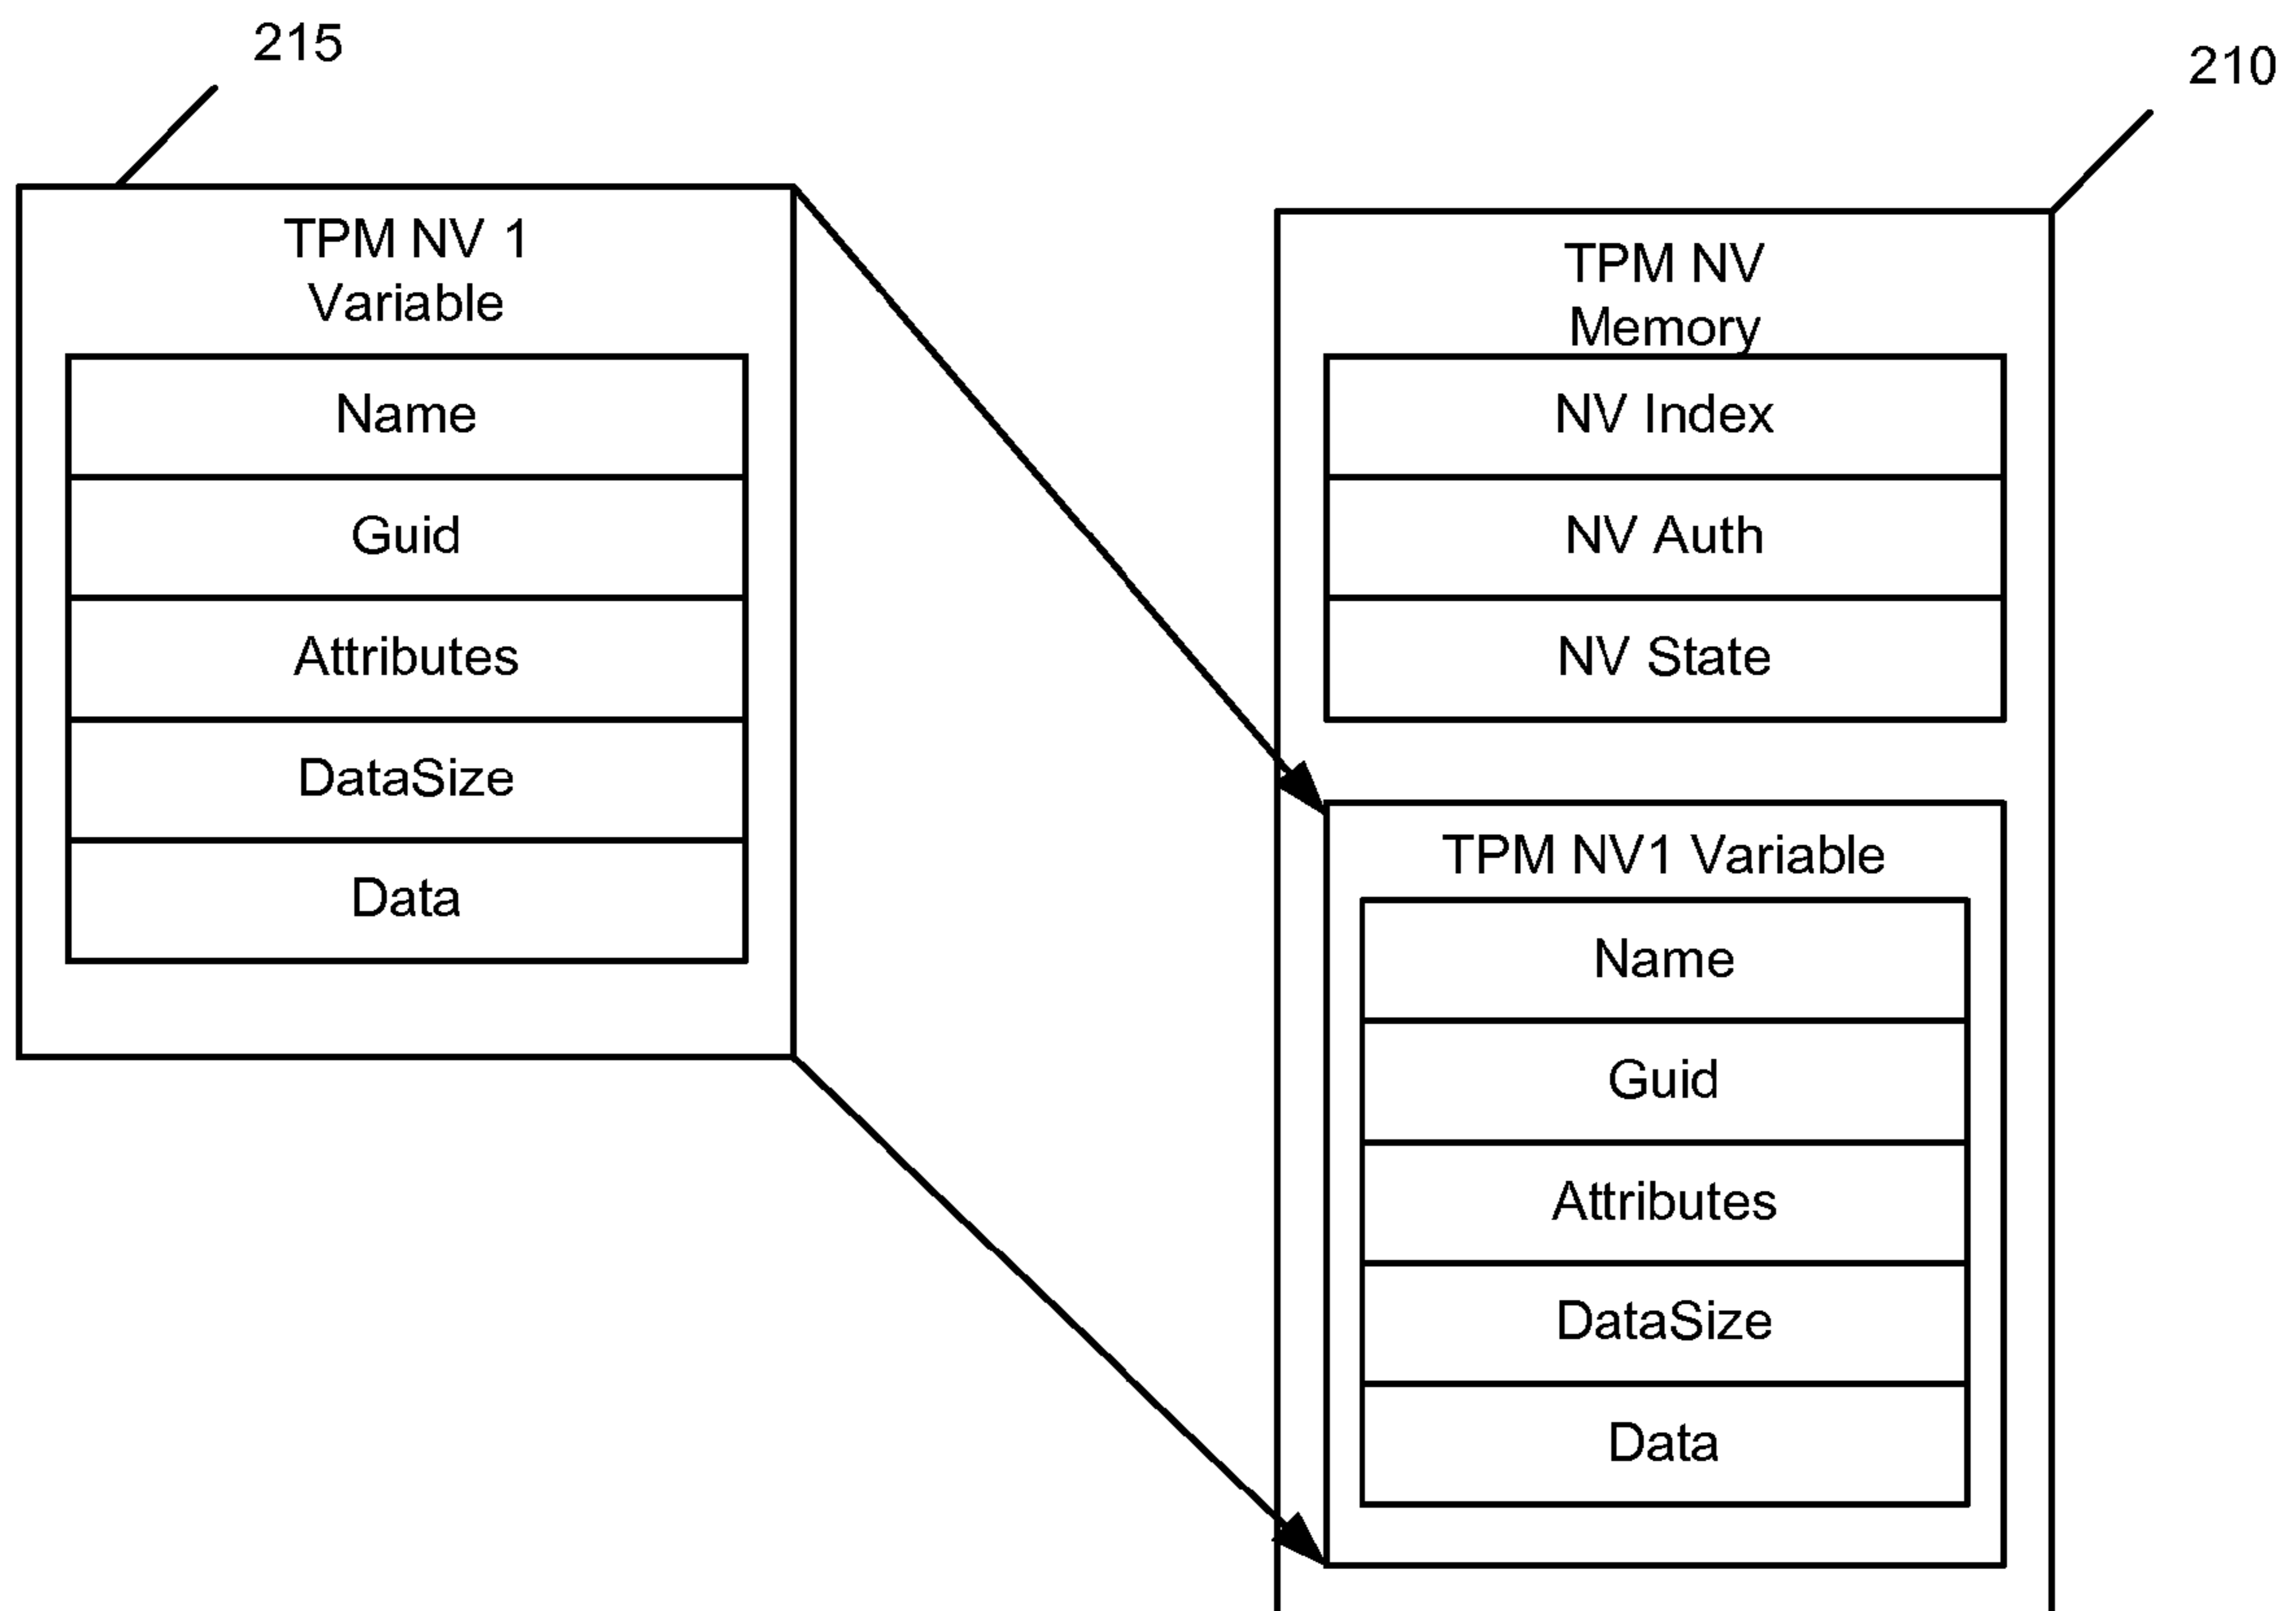 215
TPM NV 1
Variable
Name
Guid
Attributes
DataSize
Data
210
TPM NV
Memory
NV Index
NV Auth
NV State
TPM NV1 Variable
Name
Guid
Attributes
DataSize
Data